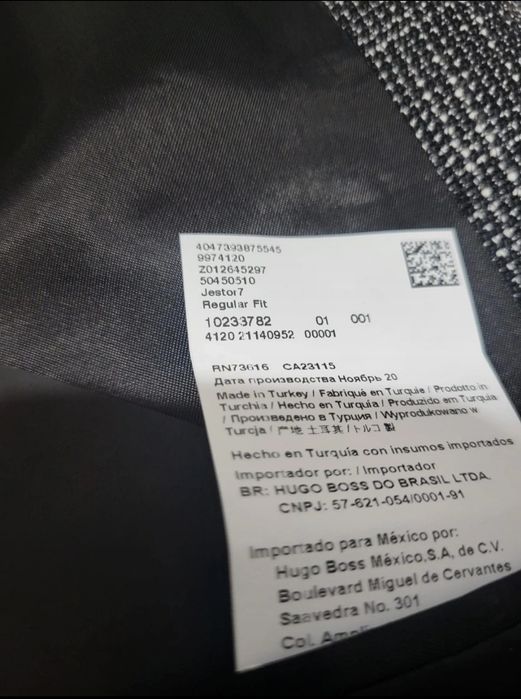 4047393875545
9974120
Z012645297
50450510
Jestor7
Regular Fit
10233782 01 001
4120 21140952 00001
RN73616 CA23115
Дата производства Ноябрь 20
Made in Turkey / Fabriqué en Turquie / Prodotto in
Turchia / Hecho en Turquía / Produzido em Turquia
/ Произведено в Турция / Wyprodukowano w
Turcja / 产地 土耳其 / トルコ 製
Hecho en Turquía con insumos importados
Importador por: / Importador
BR: HUGO BOSS DO BRASIL LTDA.
CNPJ: 57-621-054/0001-91
Importado para México por:
Hugo Boss México,S.A, de C.V.
Boulevard Miguel de Cervantes
Saavedra No. 301
Col.